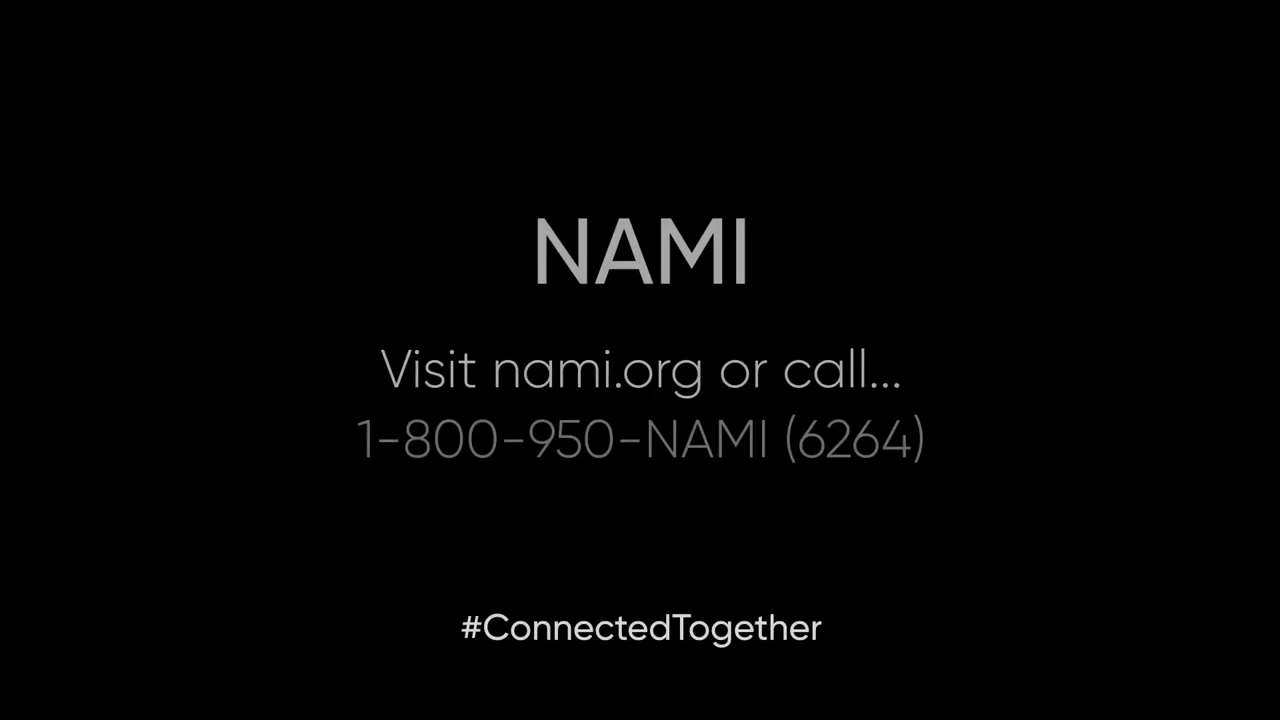 NAMI
Visit nami.org or call...
1-800-950-NAMI (6264)
#ConnectedTogether